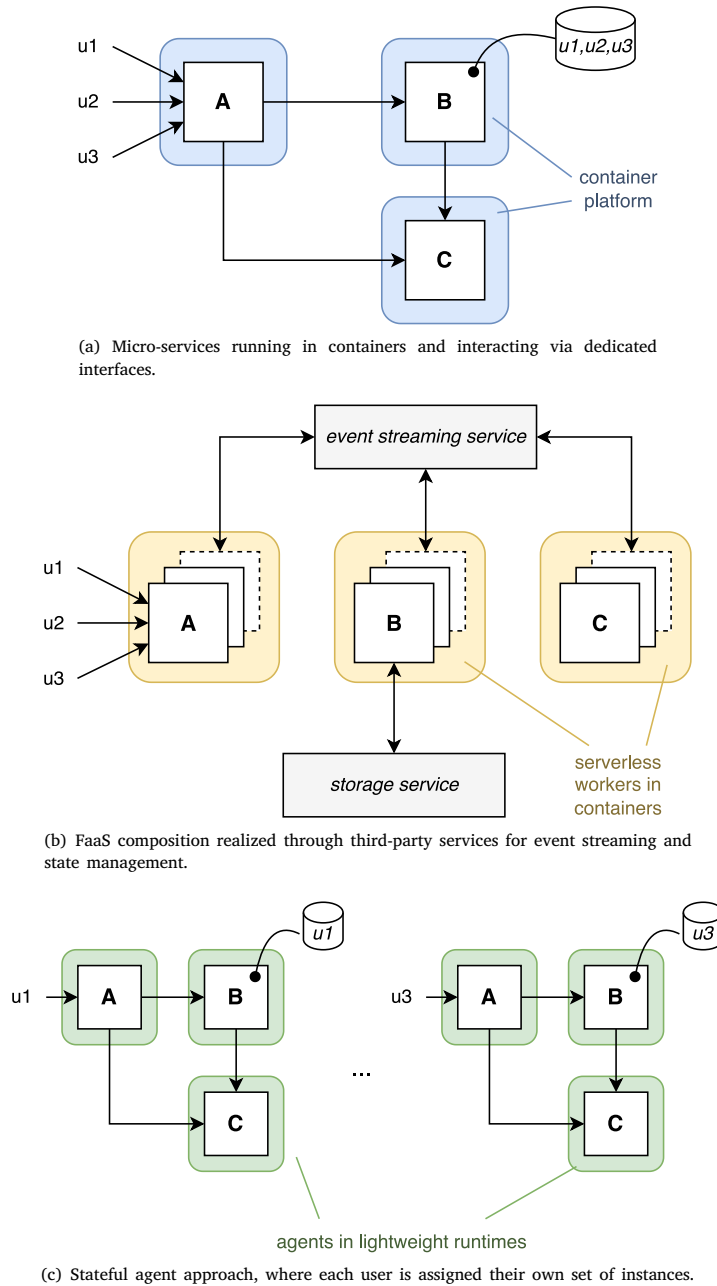 u1
u2
u3
A
B
u1,u2,u3
container
platform
C
(a) Micro-services running in containers and interacting via dedicated
interfaces.
event streaming service
u1
u2
u3
A
B
C
storage service
serverless
workers in
containers
(b) FaaS composition realized through third-party services for event streaming and
state management.
u1
A
B
u1
C
...
u3
A
B
u3
C
agents in lightweight runtimes
(c) Stateful agent approach, where each user is assigned their own set of instances.